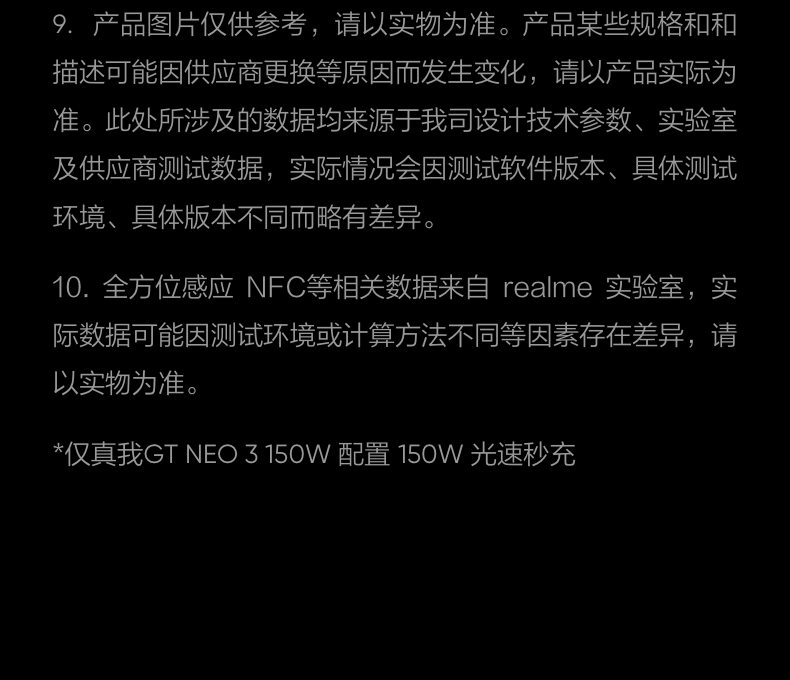 9. 产品图片仅供参考，请以实物为准。产品某些规格和和
描述可能因供应商更换等原因而发生变化，请以产品实际为
准。此处所涉及的数据均来源于我司设计技术参数、实验室
及供应商测试数据，实际情况会因测试软件版本、具体测试
环境、具体版本不同而略有差异。
10. 全方位感应 NFC等相关数据来自 realme 实验室，实
际数据可能因测试环境或计算方法不同等因素存在差异，请
以实物为准。
*仅真我GT NEO 3 150W 配置 150W 光速秒充